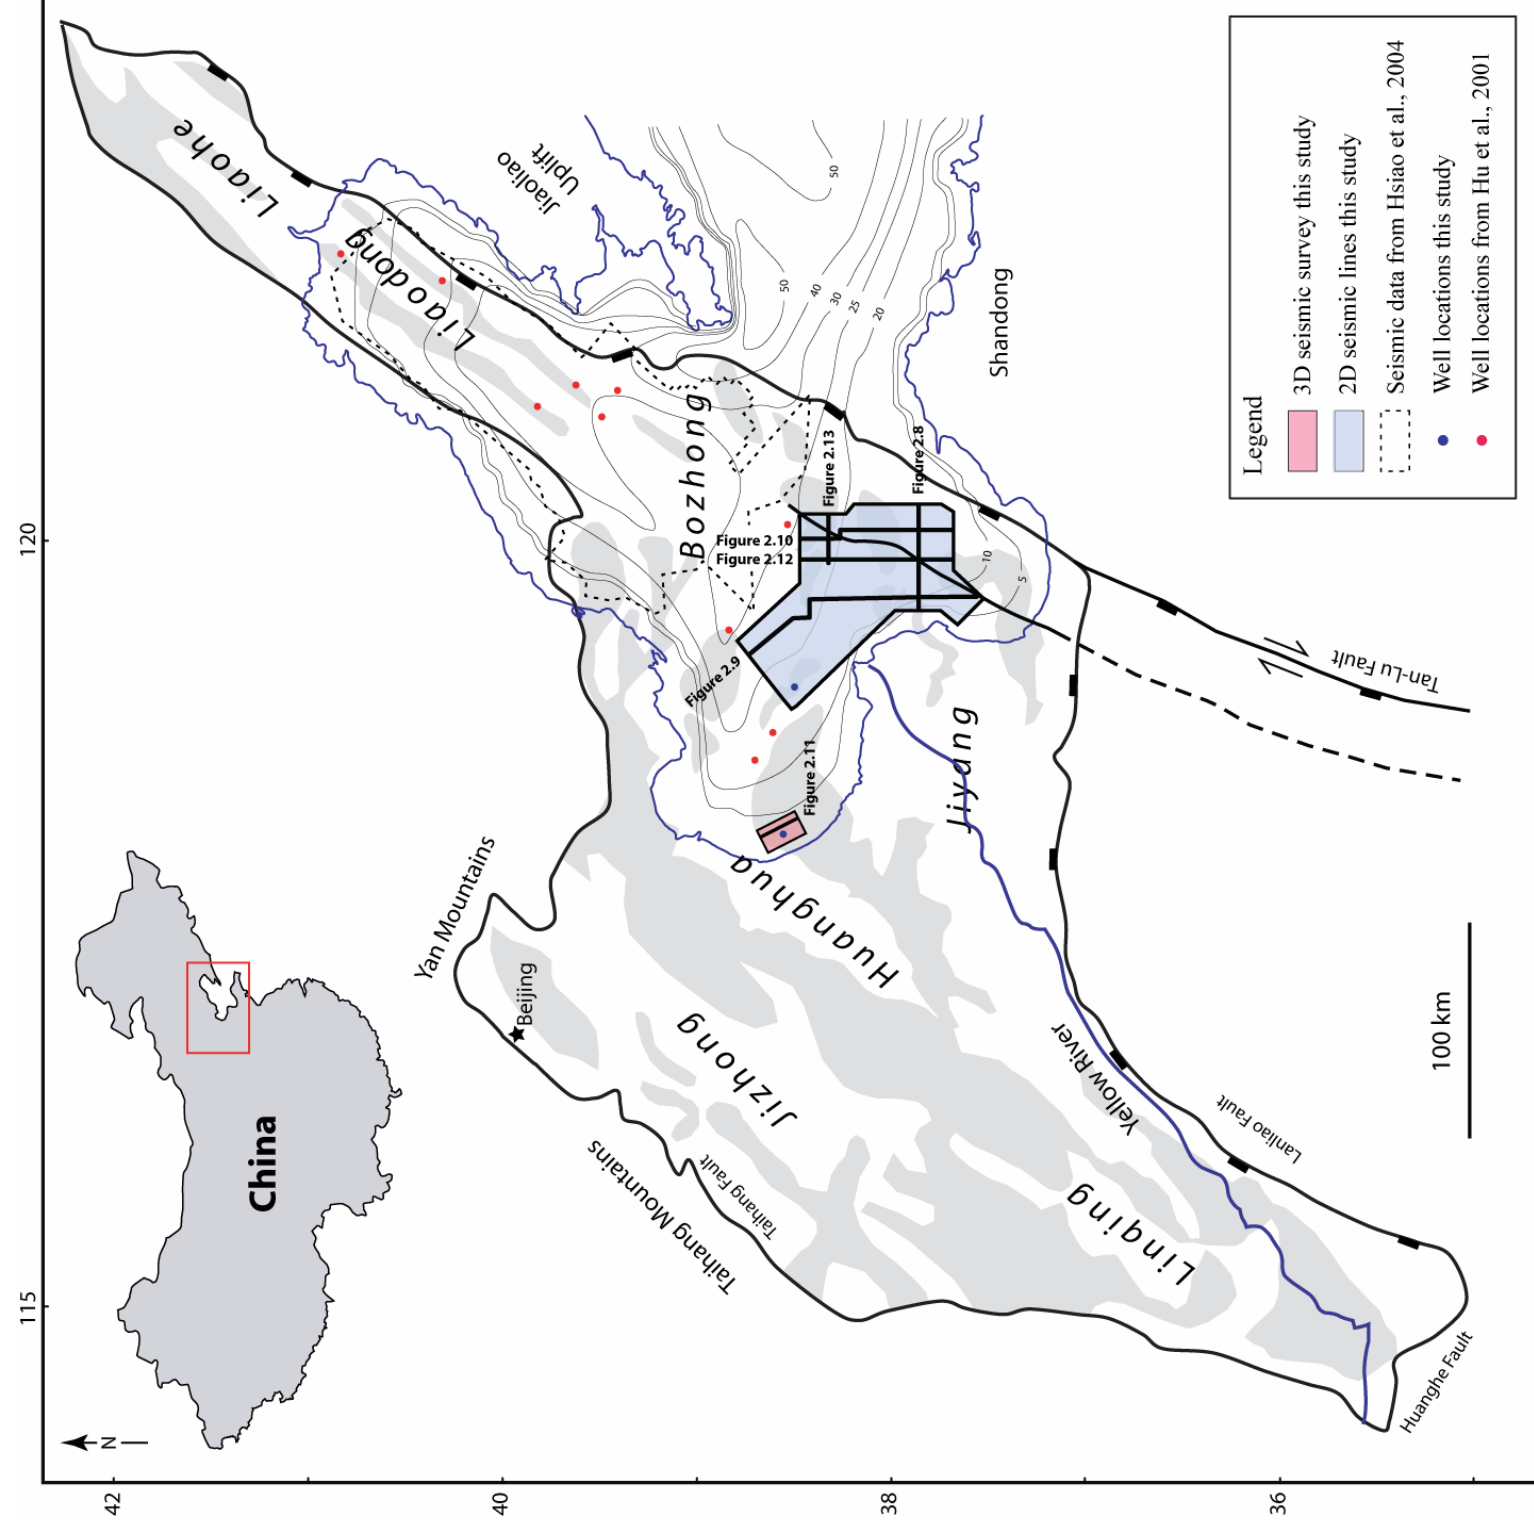 120
115
42
40
38
36
N
China
Liaohe
Liaodong
Jiaoliao
Uplift
Bozhong
Shandong
50
50
40
30
25
20
10
5
Figure 2.13
Figure 2.8
Figure 2.10
Figure 2.12
Figure 2.9
Figure 2.11
Tan-Lu Fault
Jiyang
Huanghua
Yan Mountains
Beijing
Jizhong
Taihang Mountains
Taihang Fault
Yellow River
Lanliao Fault
Linqing
Huanghe Fault
100 km
Legend
3D seismic survey this study
2D seismic lines this study
Seismic data from Hsiao et al., 2004
Well locations this study
Well locations from Hu et al., 2001